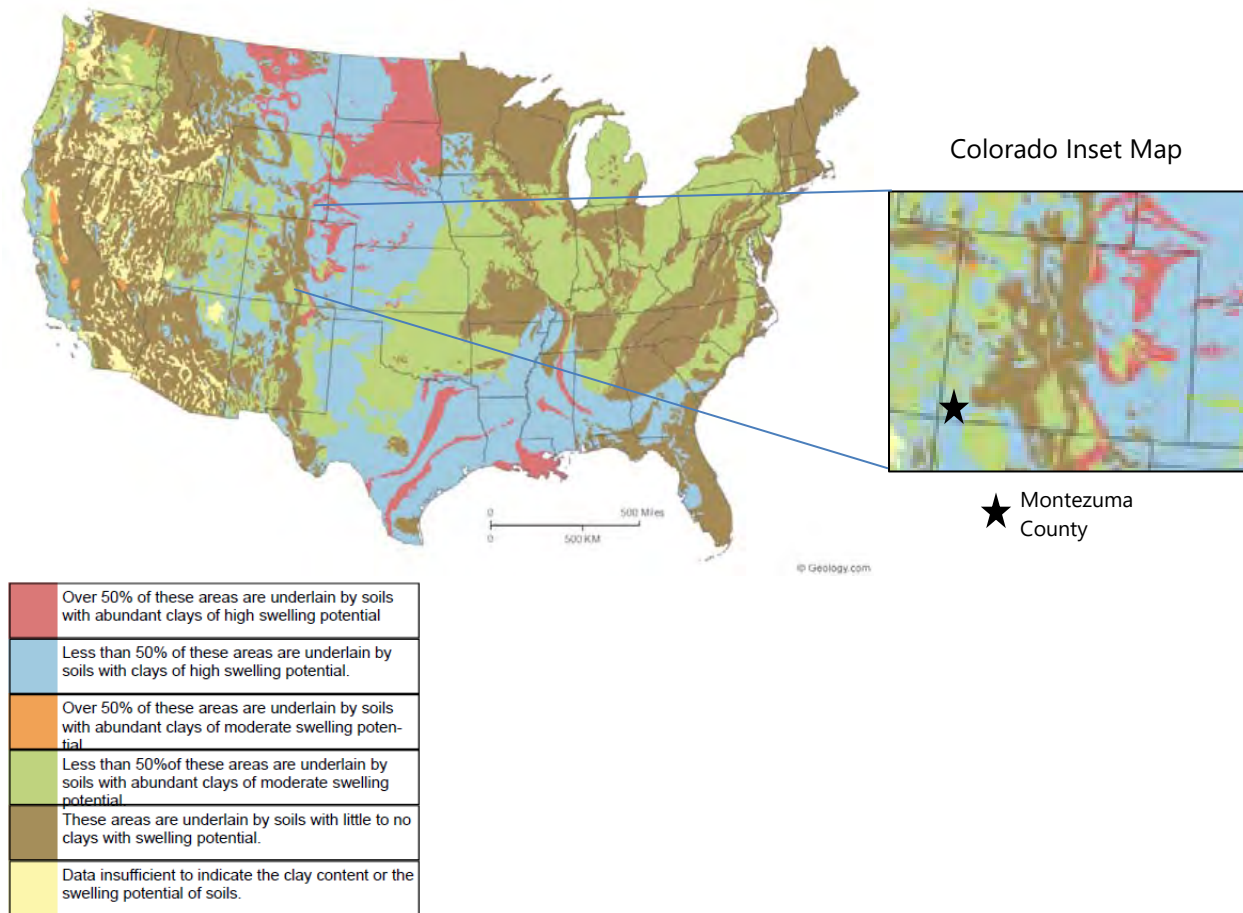 Colorado Inset Map
Montezuma
County
0 500 Miles
0 500 KM
© Geology.com
Over 50% of these areas are underlain by soils
with abundant clays of high swelling potential
Less than 50% of these areas are underlain by
soils with clays of high swelling potential.
Over 50% of these areas are underlain by soils
with abundant clays of moderate swelling poten-
tial
Less than 50%of these areas are underlain by
soils with abundant clays of moderate swelling
potential
These areas are underlain by soils with little to no
clays with swelling potential.
Data insufficient to indicate the clay content or the
swelling potential of soils.